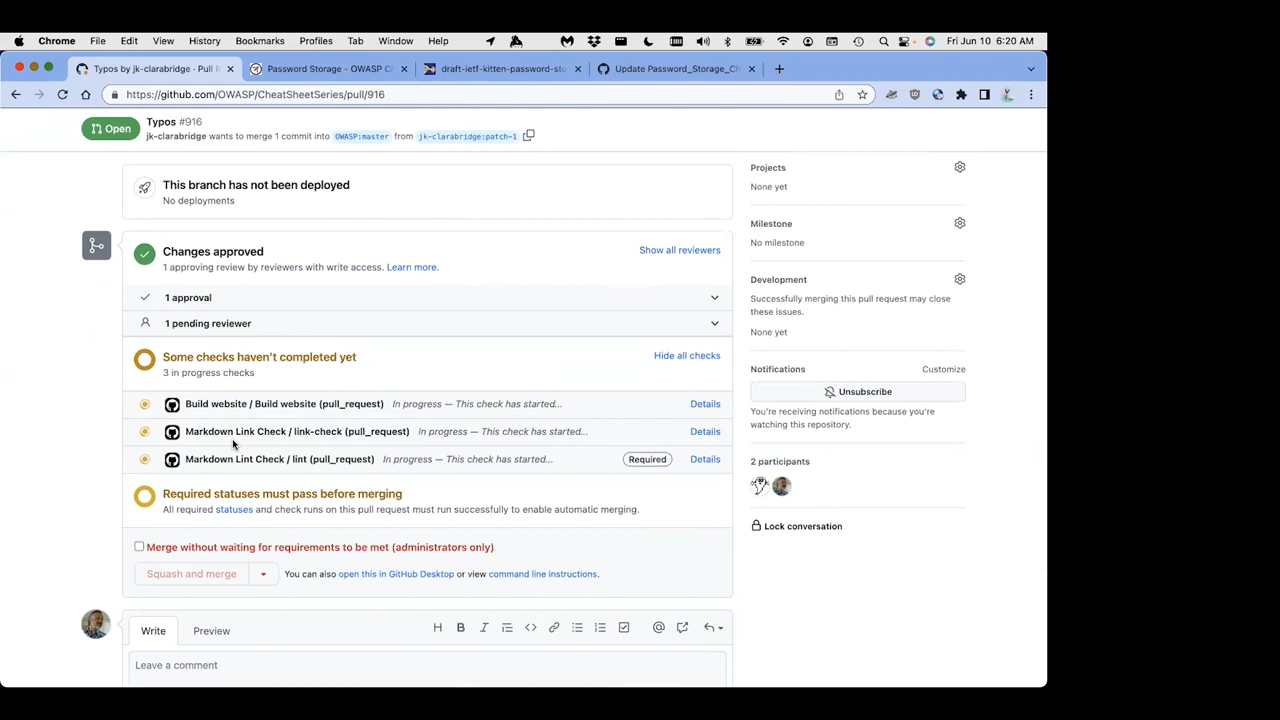 Chrome File Edit View History Bookmarks Profiles Tab Window Help Fri Jun 10 6:20 AM
Typos by jk-clarabridge · Pull R
Password Storage - OWASP C
draft-ietf-kitten-password-sto
Update Password_Storage_Ch
https://github.com/OWASP/CheatSheetSeries/pull/916
Open
Typos #916
jk-clarabridge wants to merge 1 commit into OWASP:master from jk-clarabridge:patch-1
This branch has not been deployed
No deployments
Changes approved
Show all reviewers
1 approving review by reviewers with write access. Learn more.
1 approval
1 pending reviewer
Some checks haven't completed yet
Hide all checks
3 in progress checks
Build website / Build website (pull_request) In progress — This check has started... Details
Markdown Link Check / link-check (pull_request) In progress — This check has started... Details
Markdown Lint Check / lint (pull_request) In progress — This check has started... Required Details
Required statuses must pass before merging
All required statuses and check runs on this pull request must run successfully to enable automatic merging.
Merge without waiting for requirements to be met (administrators only)
Squash and merge
You can also open this in GitHub Desktop or view command line instructions.
Write
Preview
Leave a comment
Projects
None yet
Milestone
No milestone
Development
Successfully merging this pull request may close
these issues.
None yet
Notifications
Customize
Unsubscribe
You're receiving notifications because you're
watching this repository.
2 participants
Lock conversation